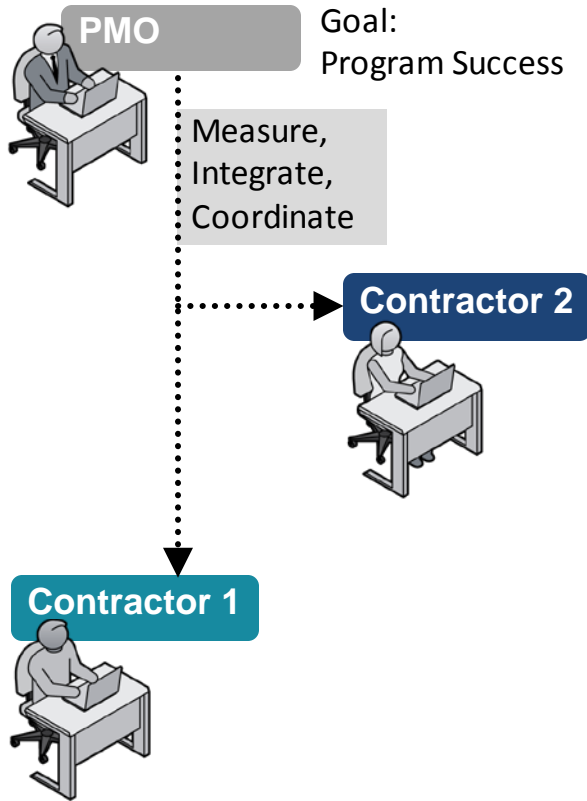 PMO
Goal:
Program Success
Measure,
Integrate,
Coordinate
Contractor 2
Contractor 1